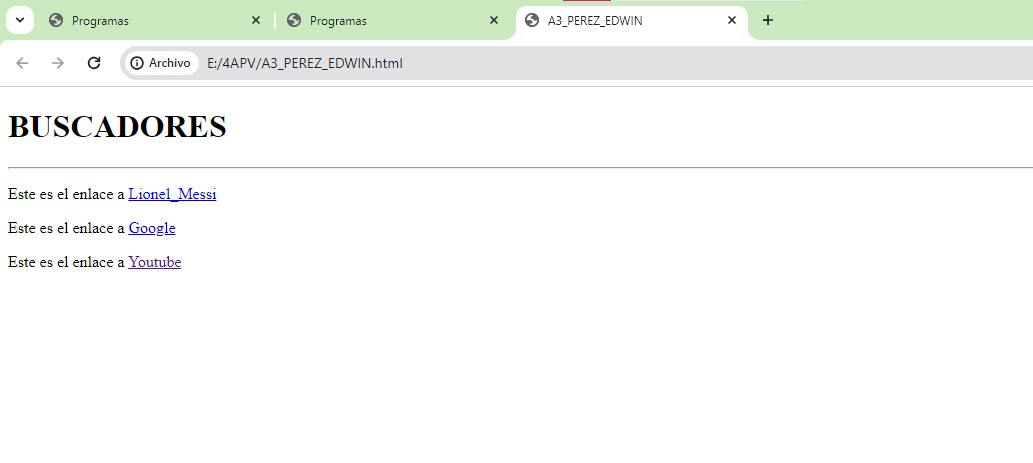 Programas
Programas
A3_PEREZ_EDWIN
Archivo E:/4APV/A3_PEREZ_EDWIN.html
BUSCADORES
Este es el enlace a Lionel_Messi
Este es el enlace a Google
Este es el enlace a Youtube